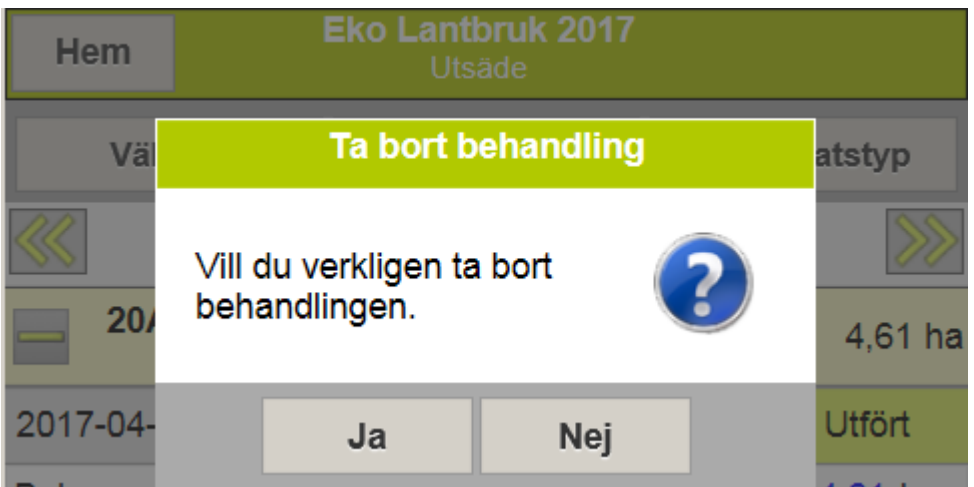 Hem
Eko Lantbruk 2017
Utsäde
Ta bort behandling
Vill du verkligen ta bort
behandlingen.
4,61 ha
Utfört
Ja
Nej